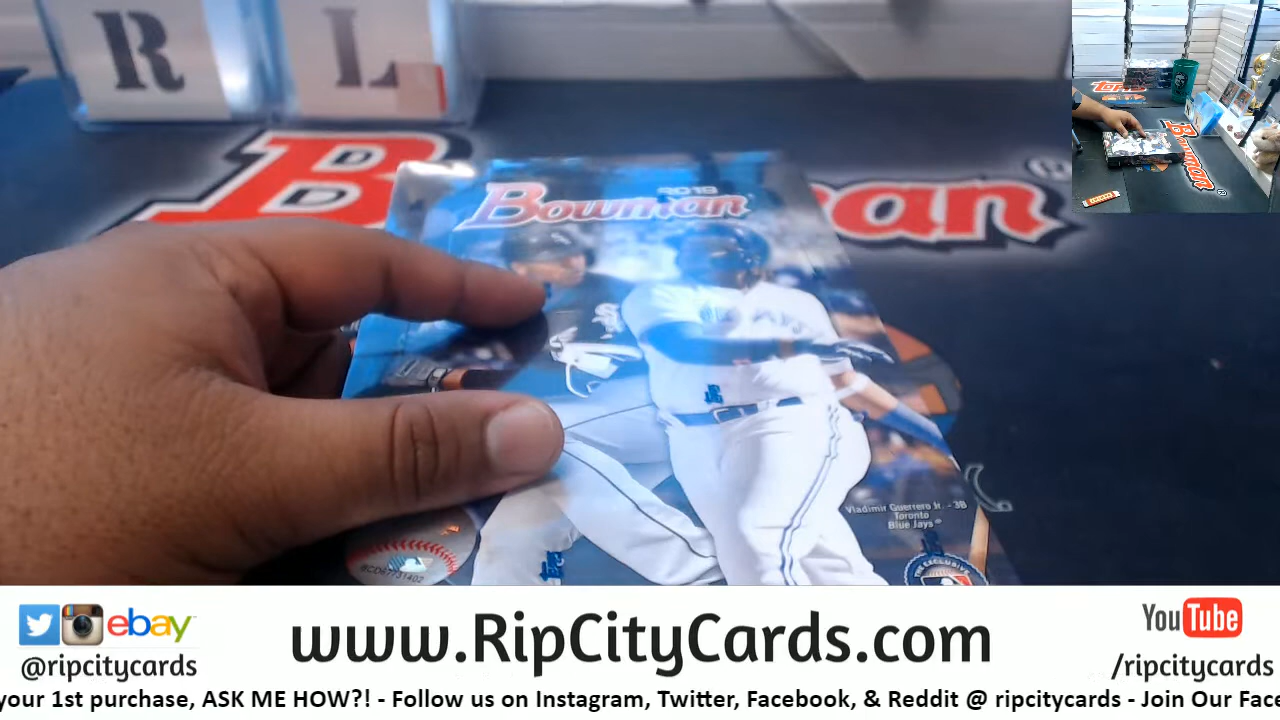 R L
Bowman
2019
Bowman
Vladimir Guerrero Jr. - 3B
Toronto
Blue Jays
ebay
www.RipCityCards.com
YouTube
@ripcitycards
/ripcitycards
your 1st purchase, ASK ME HOW?! - Follow us on Instagram, Twitter, Facebook, & Reddit @ ripcitycards - Join Our Face